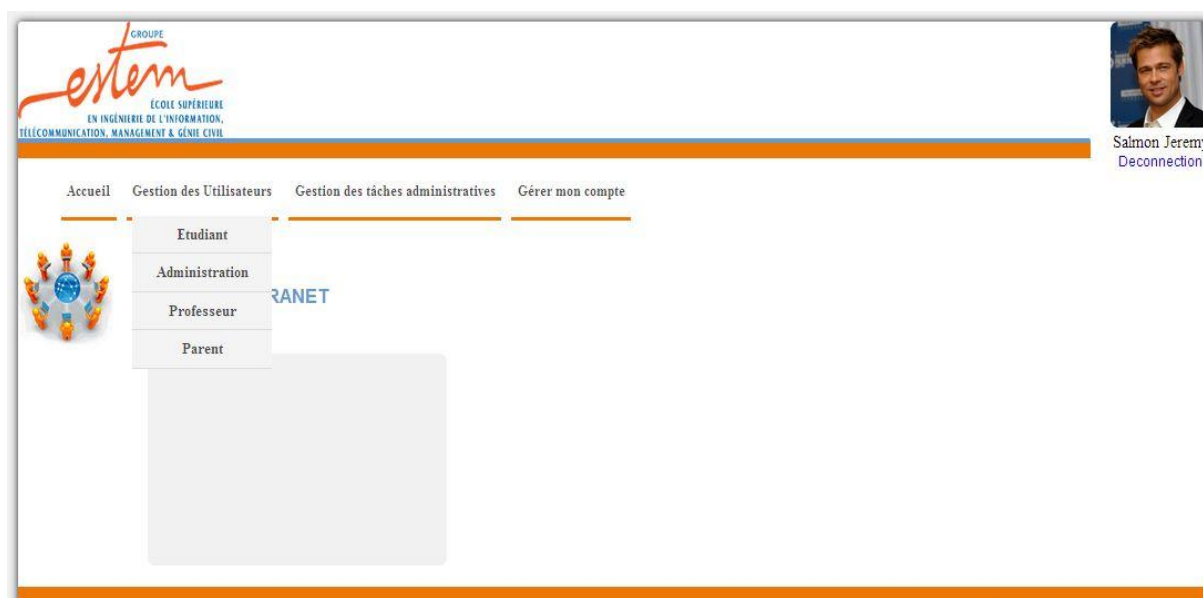 GROUPE
estem
ÉCOLE SUPÉRIEURE
EN INGÉNIERIE DE L'INFORMATION,
TÉLÉCOMMUNICATION, MANAGEMENT & GÉNIE CIVIL
Salmon Jeremy
Deconnection
Accueil Gestion des Utilisateurs Gestion des tâches administratives Gérer mon compte
Etudiant
Administration
RANET
Professeur
Parent